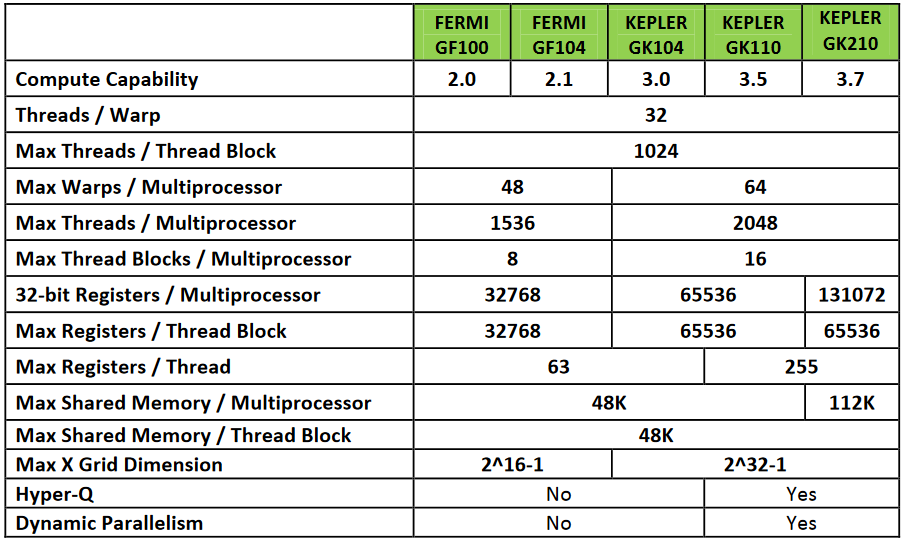 FERMI GF100 FERMI GF104 KEPLER GK104 KEPLER GK110 KEPLER GK210
Compute Capability 2.0 2.1 3.0 3.5 3.7
Threads / Warp 32
Max Threads / Thread Block 1024
Max Warps / Multiprocessor 48 64
Max Threads / Multiprocessor 1536 2048
Max Thread Blocks / Multiprocessor 8 16
32-bit Registers / Multiprocessor 32768 65536 131072
Max Registers / Thread Block 32768 65536 65536
Max Registers / Thread 63 255
Max Shared Memory / Multiprocessor 48K 112K
Max Shared Memory / Thread Block 48K
Max X Grid Dimension 2^16-1 2^32-1
Hyper-Q No Yes
Dynamic Parallelism No Yes